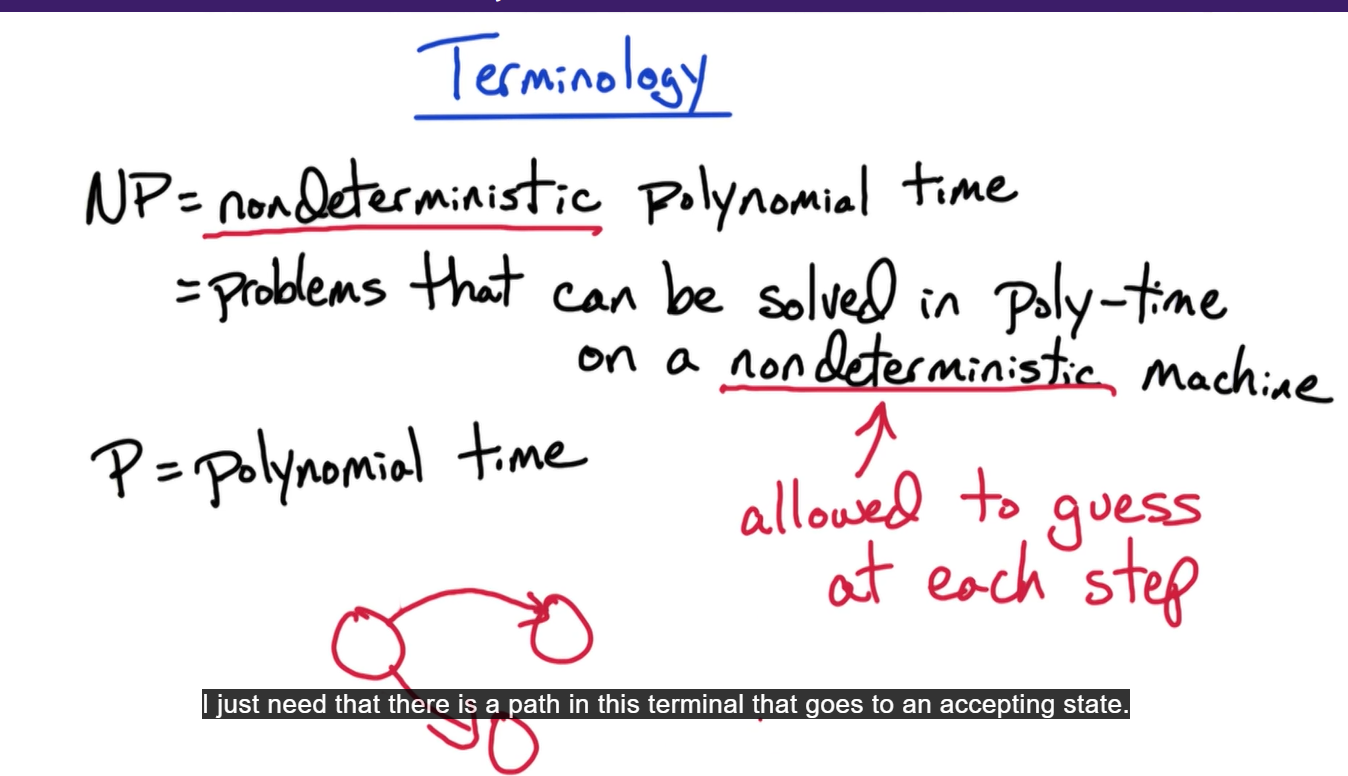 Terminology
NP = nondeterministic polynomial time
= problems that can be solved in poly-time
on a nondeterministic machine
P = polynomial time
allowed to guess
at each step
I just need that there is a path in this terminal that goes to an accepting state.